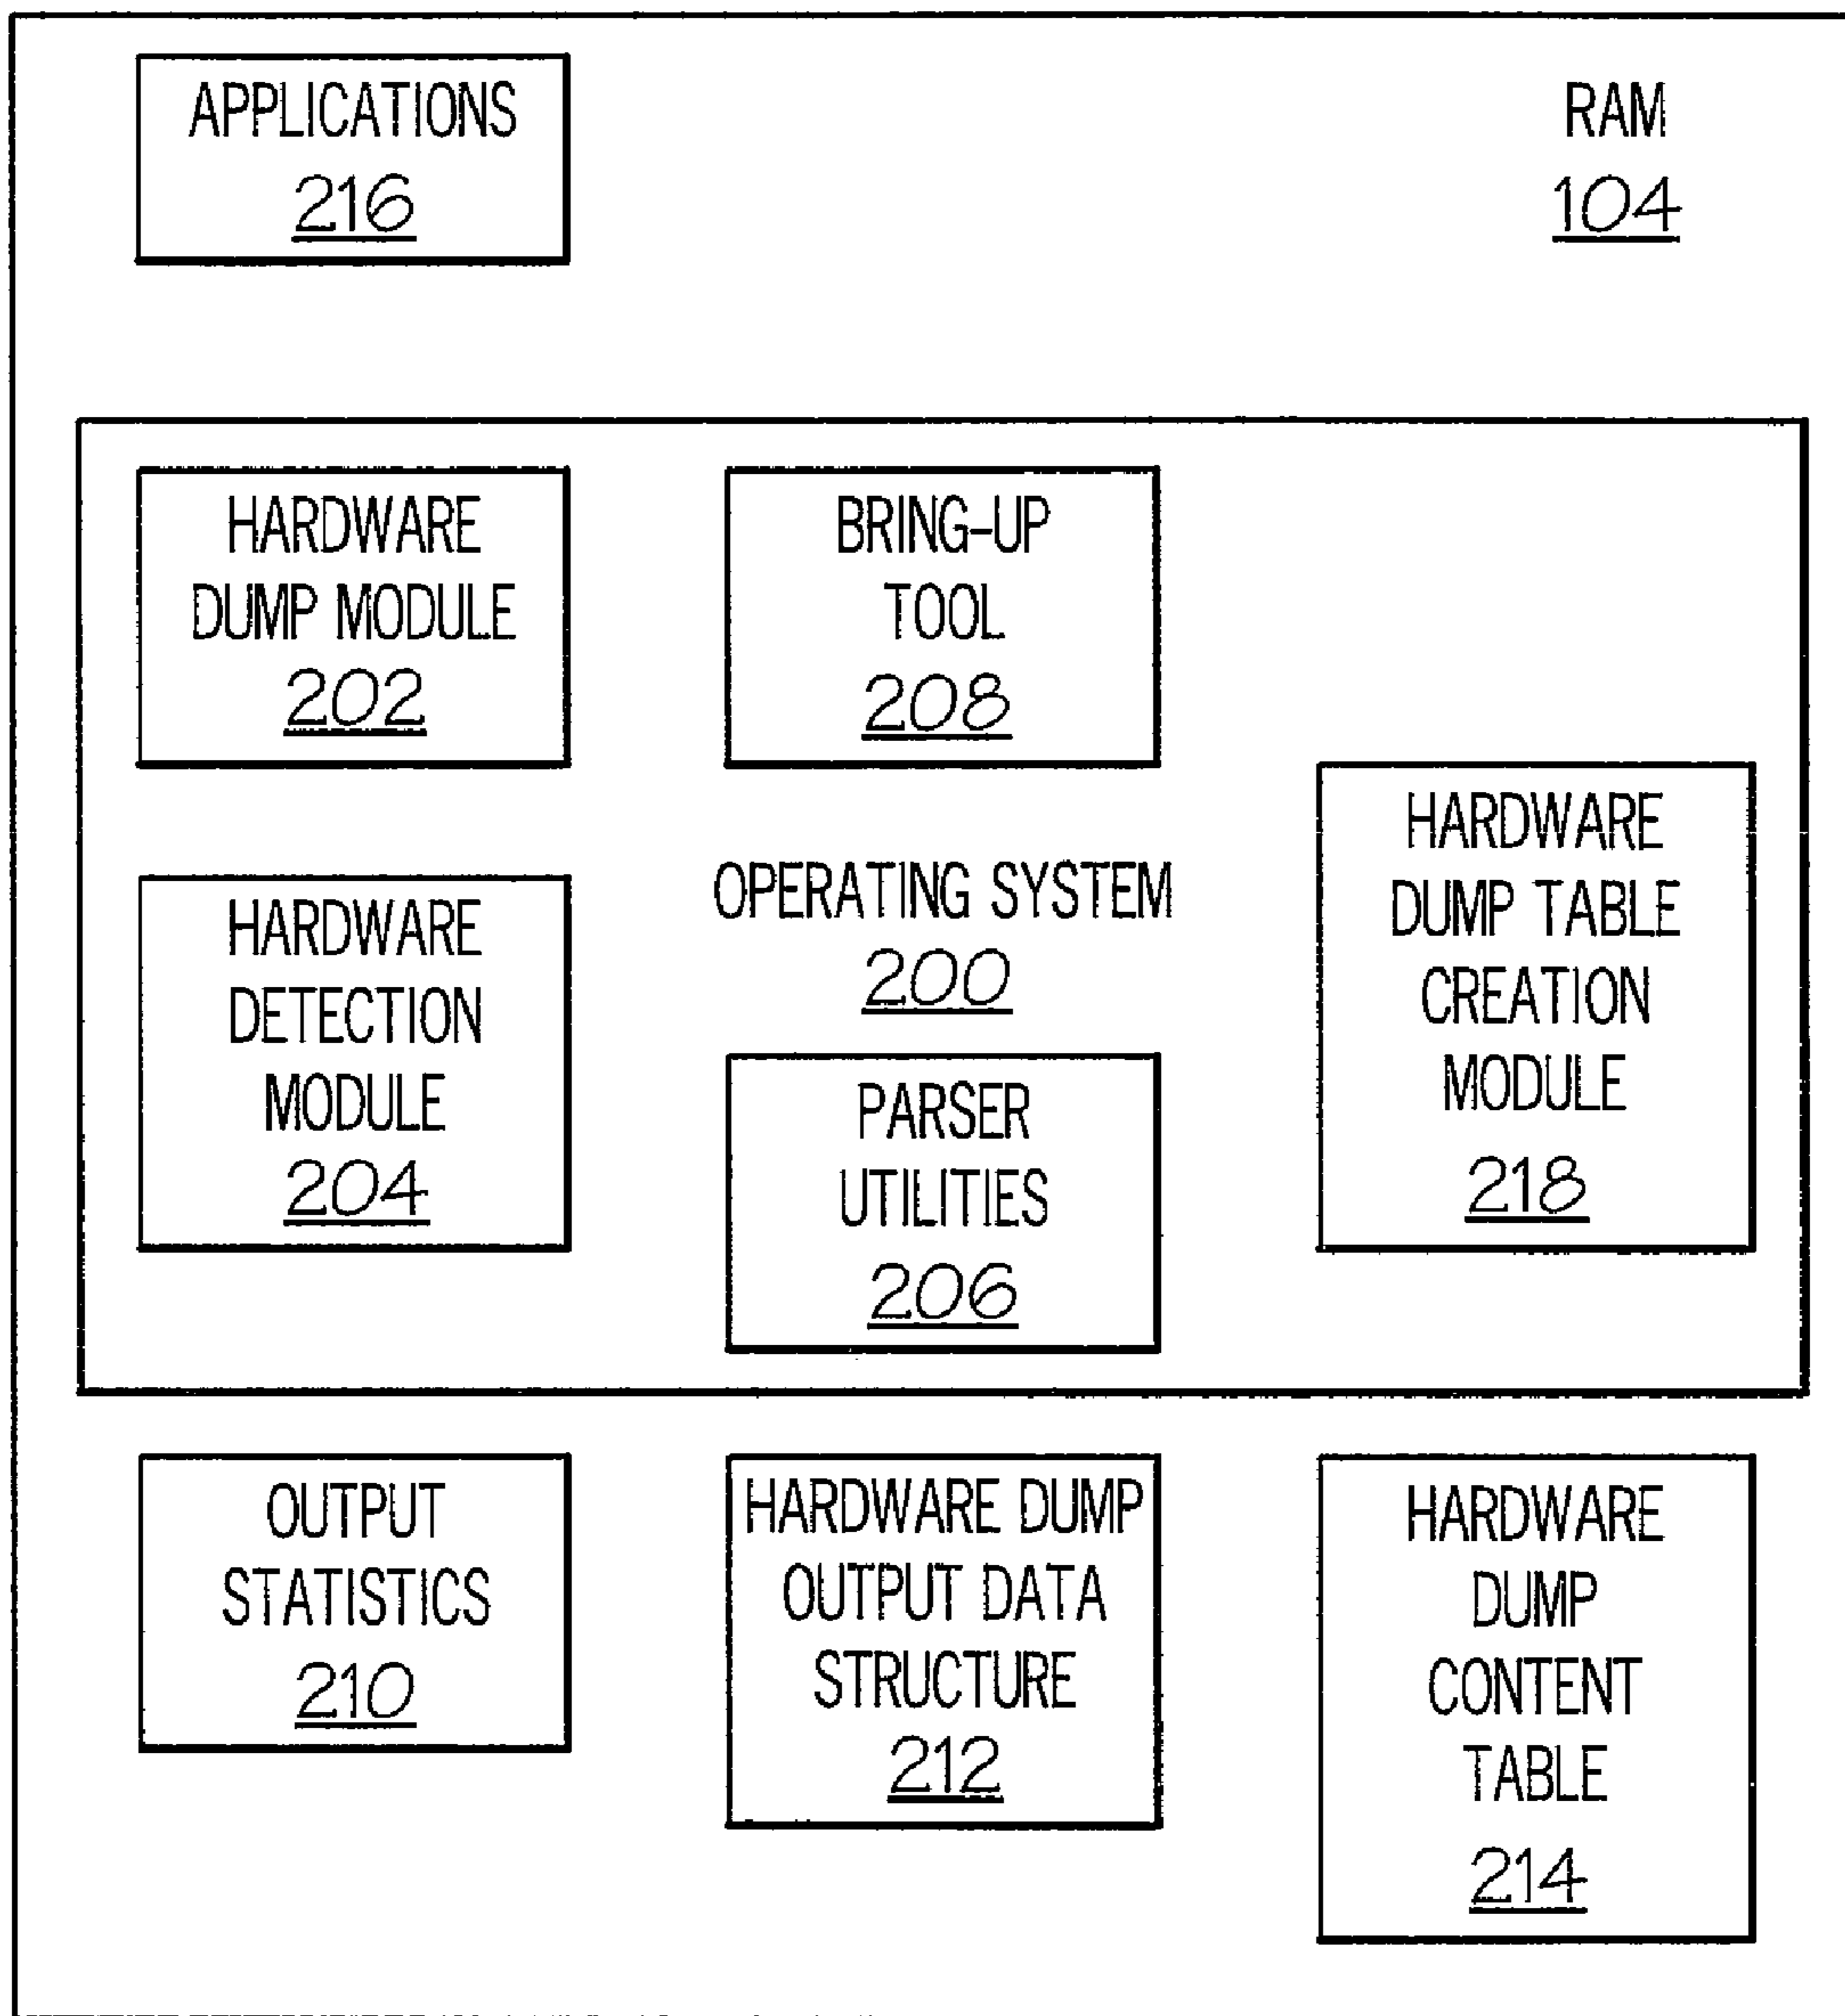 APPLICATIONS
216
RAM
104
HARDWARE
DUMP MODULE
202
BRING-UP
TOOL
208
HARDWARE
DETECTION
MODULE
204
OPERATING SYSTEM
200
PARSER
UTILITIES
206
HARDWARE
DUMP TABLE
CREATION
MODULE
218
OUTPUT
STATISTICS
210
HARDWARE DUMP
OUTPUT DATA
STRUCTURE
212
HARDWARE
DUMP
CONTENT
TABLE
214